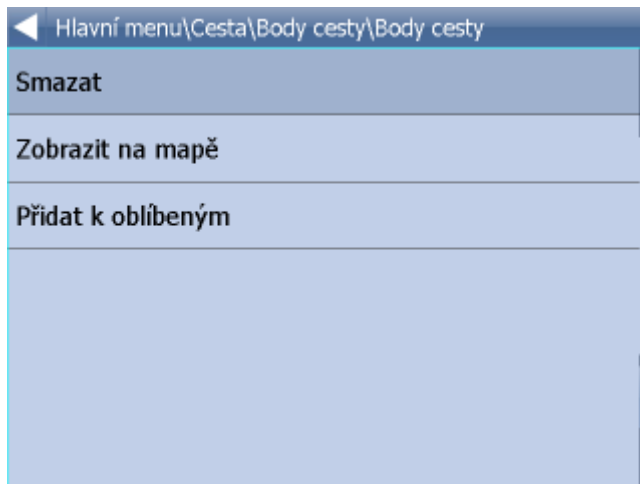 Hlavní menu\Cesta\Body cesty\Body cesty
Smazat
Zobrazit na mapě
Přidat k oblíbeným